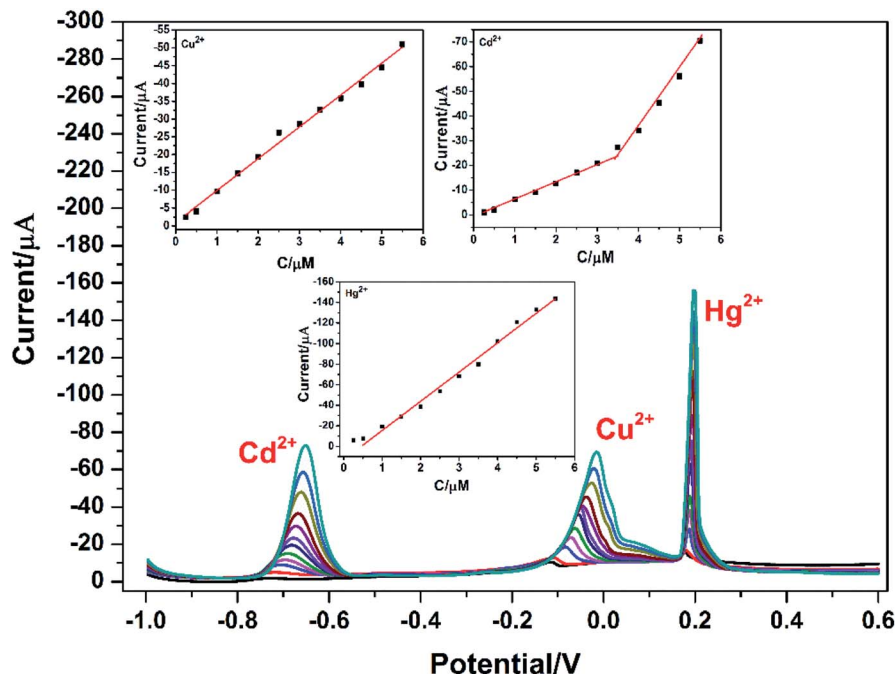 -300
-280
-260
-240
-220
-200
-180
-160
-140
-120
-100
-80
-60
-40
-20
0
Current/μA
-1.0 -0.8 -0.6 -0.4 -0.2 0.0 0.2 0.4 0.6
Potential/V
Cu²⁺
-55
-50
-45
-40
-35
-30
-25
-20
-15
-10
-5
0
Current/μA
0 1 2 3 4 5 6
C/μM
Cd²⁺
-70
-60
-50
-40
-30
-20
-10
0
Current/μA
0 1 2 3 4 5 6
C/μM
Hg²⁺
-160
-140
-120
-100
-80
-60
-40
-20
0
Current/μA
0 1 2 3 4 5 6
C/μM
Cd²⁺
Cu²⁺
Hg²⁺